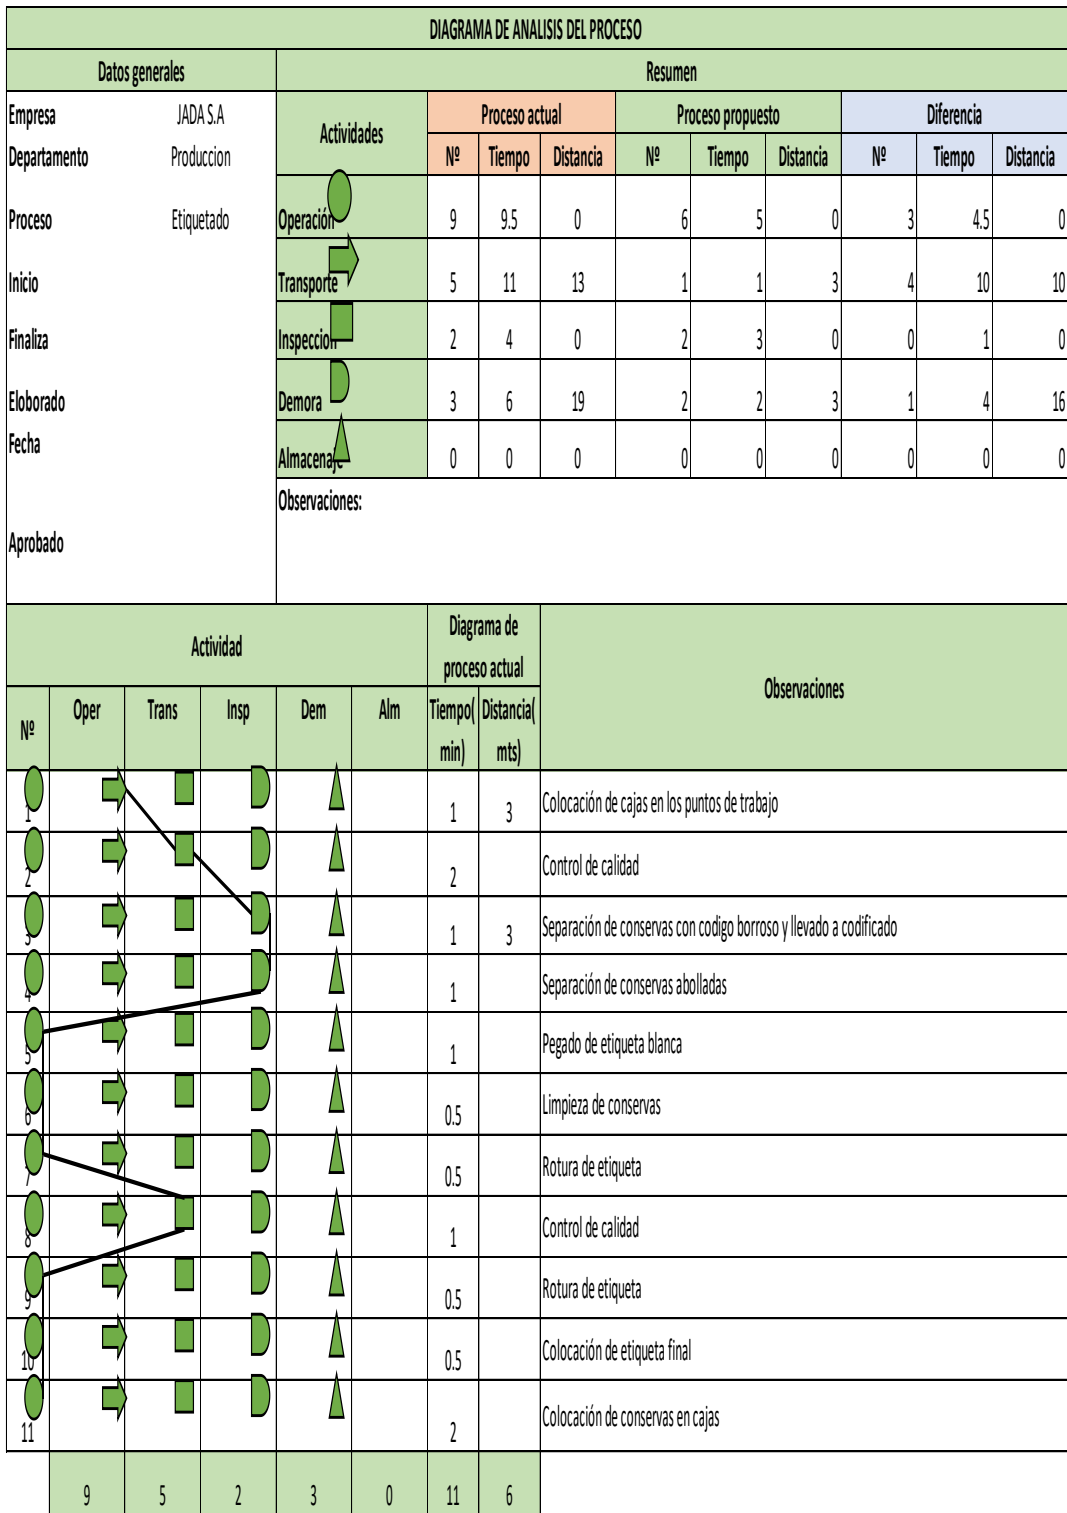 DIAGRAMA DE ANALISIS DEL PROCESO
Datos generales Resumen
Empresa JADA S.A Actividades Proceso actual Proceso propuesto Diferencia
Departamento Produccion Nº Tiempo Distancia Nº Tiempo Distancia Nº Tiempo Distancia
Proceso Etiquetado Operación 9 9.5 0 6 5 0 3 4.5 0
Inicio Transporte 5 11 13 1 1 3 4 10 10
Finaliza Inspeccion 2 4 0 2 3 0 0 1 0
Eloborado Demora 3 6 19 2 2 3 1 4 16
Fecha Almacenaje 0 0 0 0 0 0 0 0 0
Observaciones:
Aprobado
Actividad Diagrama de proceso actual Observaciones
Nº Oper Trans Insp Dem Alm Tiempo(min) Distancia(mts)
1 1 3 Colocación de cajas en los puntos de trabajo
2 2 Control de calidad
3 1 3 Separación de conservas con codigo borroso y llevado a codificado
4 1 Separación de conservas abolladas
5 1 Pegado de etiqueta blanca
6 0.5 Limpieza de conservas
7 0.5 Rotura de etiqueta
8 1 Control de calidad
9 0.5 Rotura de etiqueta
10 0.5 Colocación de etiqueta final
11 2 Colocación de conservas en cajas
9 5 2 3 0 11 6